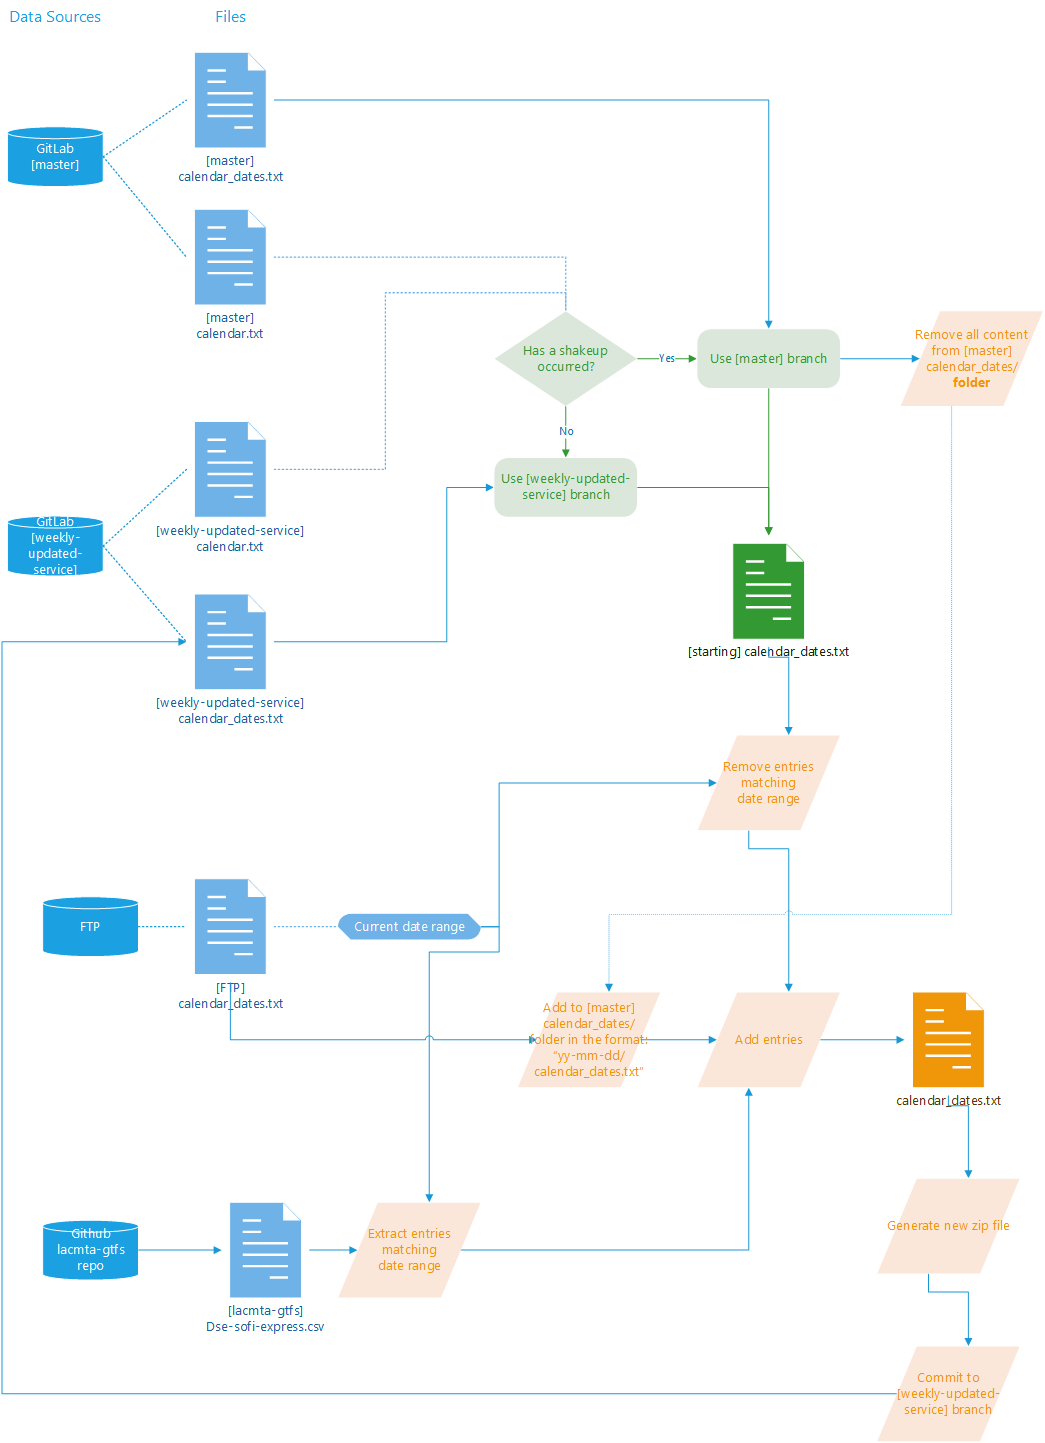 Data Sources
Files
GitLab
[master]
[master]
calendar_dates.txt
[master]
calendar.txt
Has a shakeup
occurred?
Yes
Use [master] branch
Remove all content
from [master]
calendar_dates/
folder
No
Use [weekly-updated-
service] branch
GitLab
[weekly-
updated-
service]
[weekly-updated-service]
calendar.txt
[weekly-updated-service]
calendar_dates.txt
[starting] calendar_dates.txt
Remove entries
matching
date range
FTP
[FTP]
calendar_dates.txt
Current date range
Add to [master]
calendar_dates/
folder in the format:
"yy-mm-dd/
calendar_dates.txt"
Add entries
calendar_dates.txt
Github
lacmta-gtfs
repo
[lacmta-gtfs]
Dse-sofi-express.csv
Extract entries
matching
date range
Generate new zip file
Commit to
[weekly-updated-
service] branch